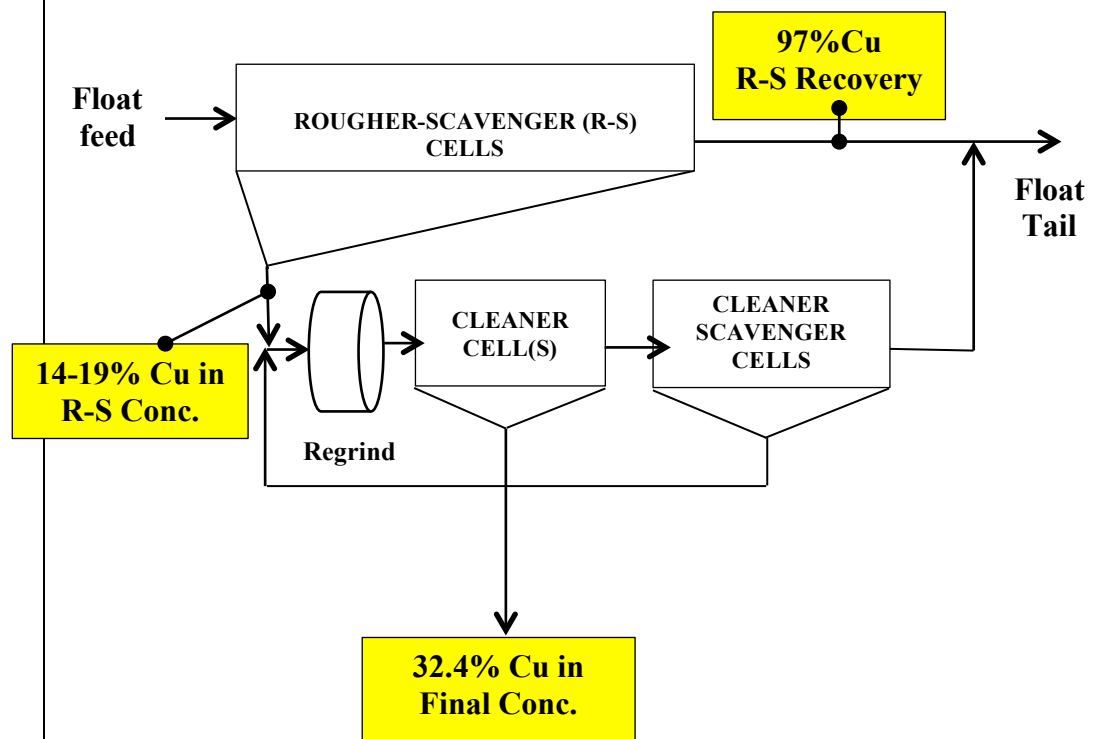 97%Cu
R-S Recovery
Float
feed
ROUGHER-SCAVENGER (R-S)
CELLS
Float
Tail
CLEANER
CELL(S)
CLEANER
SCAVENGER
CELLS
14-19% Cu in
R-S Conc.
Regrind
32.4% Cu in
Final Conc.